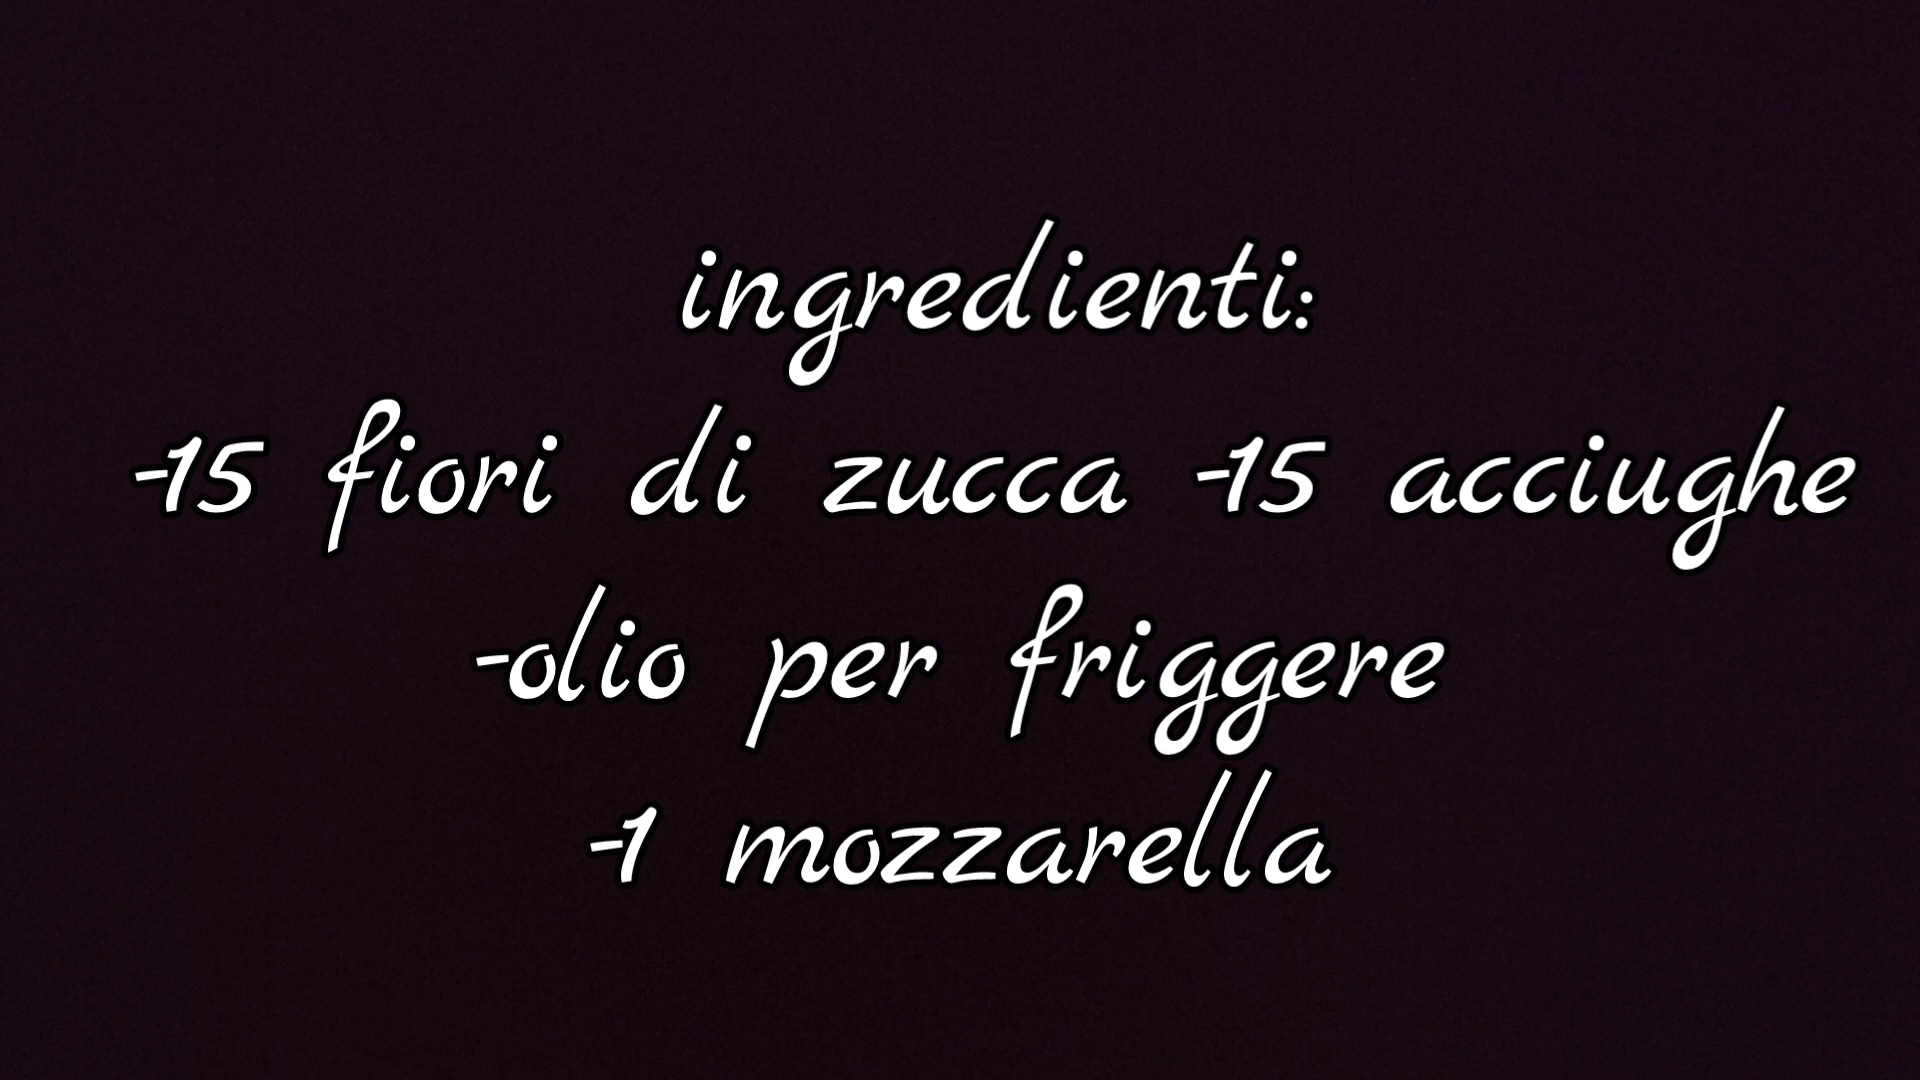 ingredienti:
-15 fiori di zucca -15 acciughe
-olio per friggere
-1 mozzarella